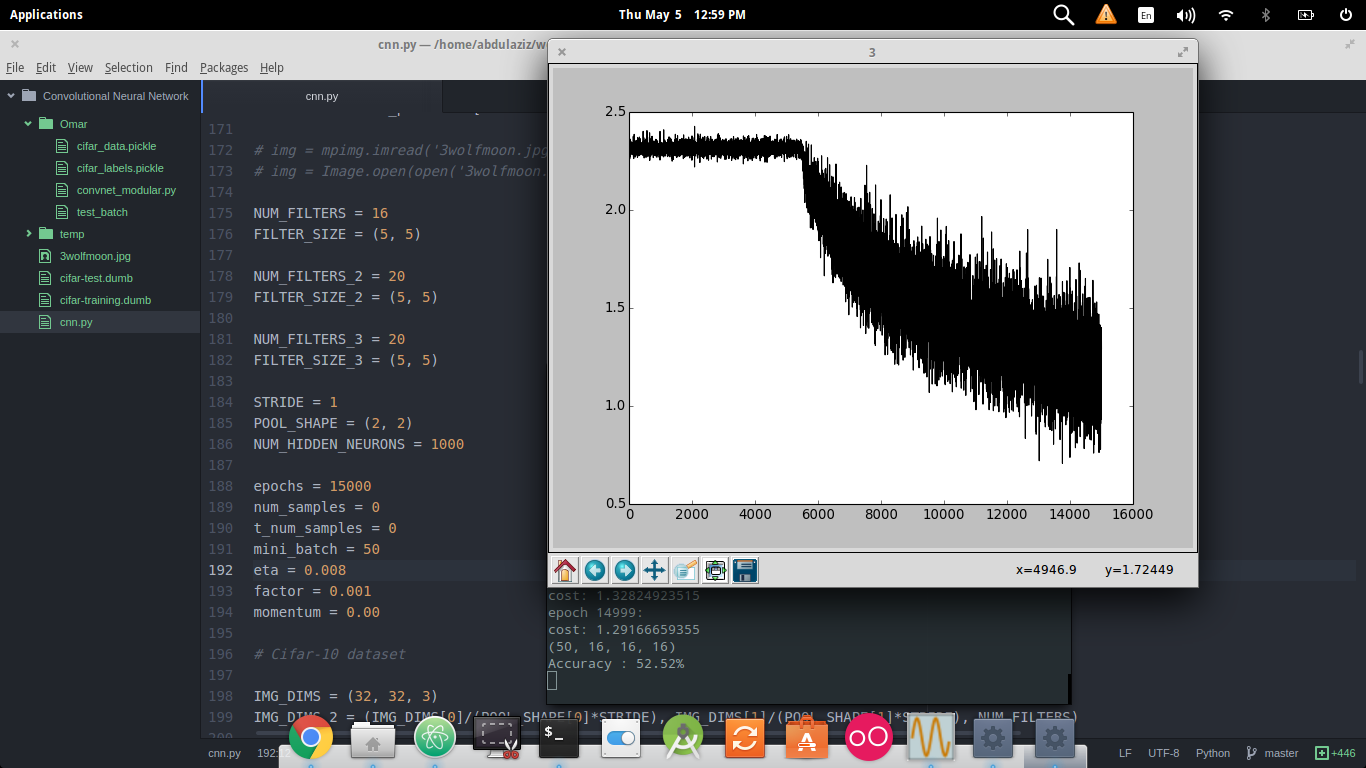 Applications
Thu May 5 12:59 PM
En
cnn.py — /home/abdulaziz/w
File Edit View Selection Find Packages Help
Convolutional Neural Network
Omar
cifar_data.pickle
cifar_labels.pickle
convnet_modular.py
test_batch
temp
3wolfmoon.jpg
cifar-test.dumb
cifar-training.dumb
cnn.py
cnn.py
171
172 # img = mpimg.imread('3wolfmoon.jpg
173 # img = Image.open(open('3wolfmoon.
174
175 NUM_FILTERS = 16
176 FILTER_SIZE = (5, 5)
177
178 NUM_FILTERS_2 = 20
179 FILTER_SIZE_2 = (5, 5)
180
181 NUM_FILTERS_3 = 20
182 FILTER_SIZE_3 = (5, 5)
183
184 STRIDE = 1
185 POOL_SHAPE = (2, 2)
186 NUM_HIDDEN_NEURONS = 1000
187
188 epochs = 15000
189 num_samples = 0
190 t_num_samples = 0
191 mini_batch = 50
192 eta = 0.008
193 factor = 0.001
194 momentum = 0.00
195
196 # Cifar-10 dataset
197
198 IMG_DIMS = (32, 32, 3)
199 IMG_DIMS_2 = (IMG_DIMS[0]/(POOL_SHAPE[0]*STRIDE), IMG_DIMS[1]/(POOL_SHAPE[1]*STRIDE), NUM_FILTERS)
3
2.5
2.0
1.5
1.0
0.5
0 2000 4000 6000 8000 10000 12000 14000 16000
x=4946.9 y=1.72449
cost: 1.32824923515
epoch 14999:
cost: 1.29166659355
(50, 16, 16, 16)
Accuracy : 52.52%
$_
A
cnn.py 192:
LF UTF-8 Python master +446